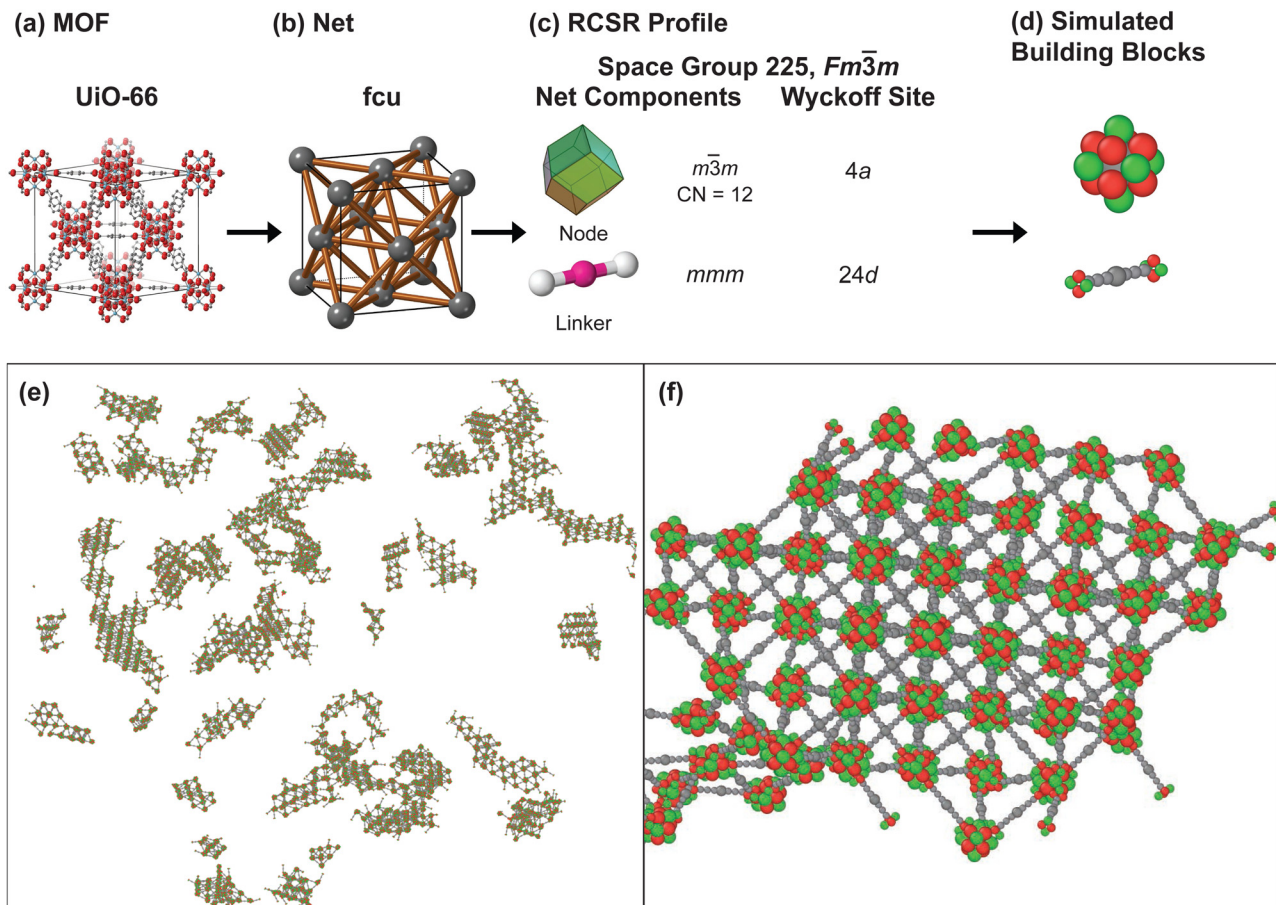 (a) MOF
(b) Net
(c) RCSR Profile
(d) Simulated
Building Blocks
Space Group 225, Fm3̅m
UiO-66
fcu
Net Components
Wyckoff Site
m3̅m
CN = 12
4a
Node
mmm
24d
Linker
(e)
(f)